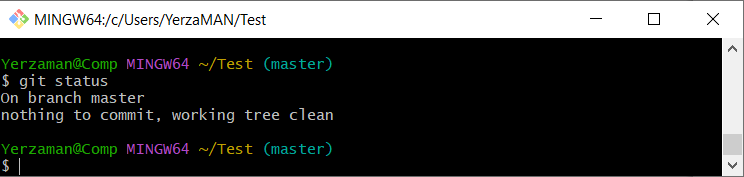 MINGW64:/c/Users/YerzaMAN/Test
Yerzaman@Comp MINGW64 ~/Test (master)
$ git status
On branch master
nothing to commit, working tree clean
Yerzaman@Comp MINGW64 ~/Test (master)
$